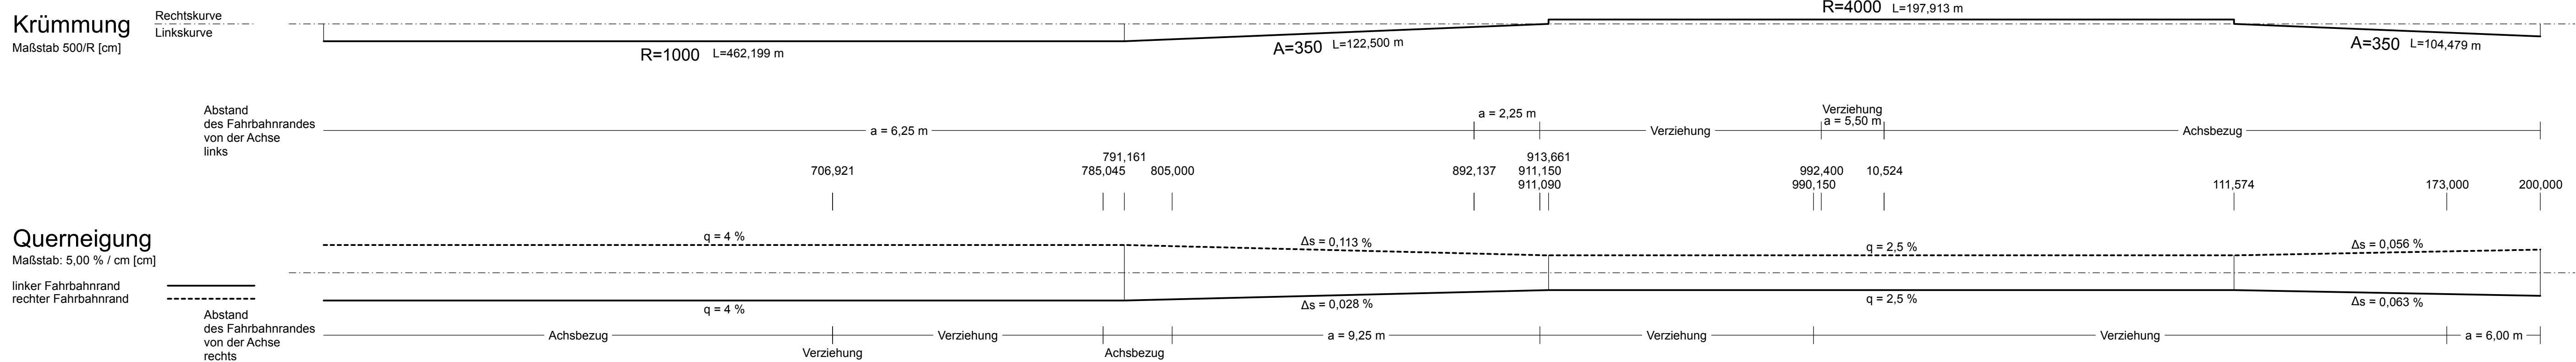 Krümmung
Maßstab 500/R [cm]
Rechtskurve
Linkskurve
R=1000 L=462,199 m
A=350 L=122,500 m
R=4000 L=197,913 m
A=350 L=104,479 m
Abstand
des Fahrbahnrandes
von der Achse
links
a = 6,25 m
a = 2,25 m
Verziehung
Verziehung
a = 5,50 m
Achsbezug
791,161 913,661
706,921 785,045 805,000 892,137 911,150 992,400 10,524
911,090 990,150 111,574 173,000 200,000
Querneigung
Maßstab: 5,00 % / cm [cm]
linker Fahrbahnrand
rechter Fahrbahnrand
q = 4 %
Δs = 0,113 %
q = 2,5 %
Δs = 0,056 %
q = 4 %
Δs = 0,028 %
q = 2,5 %
Δs = 0,063 %
Abstand
des Fahrbahnrandes
von der Achse
rechts
Achsbezug
Verziehung
Verziehung
Achsbezug
a = 9,25 m
Verziehung
Verziehung
a = 6,00 m